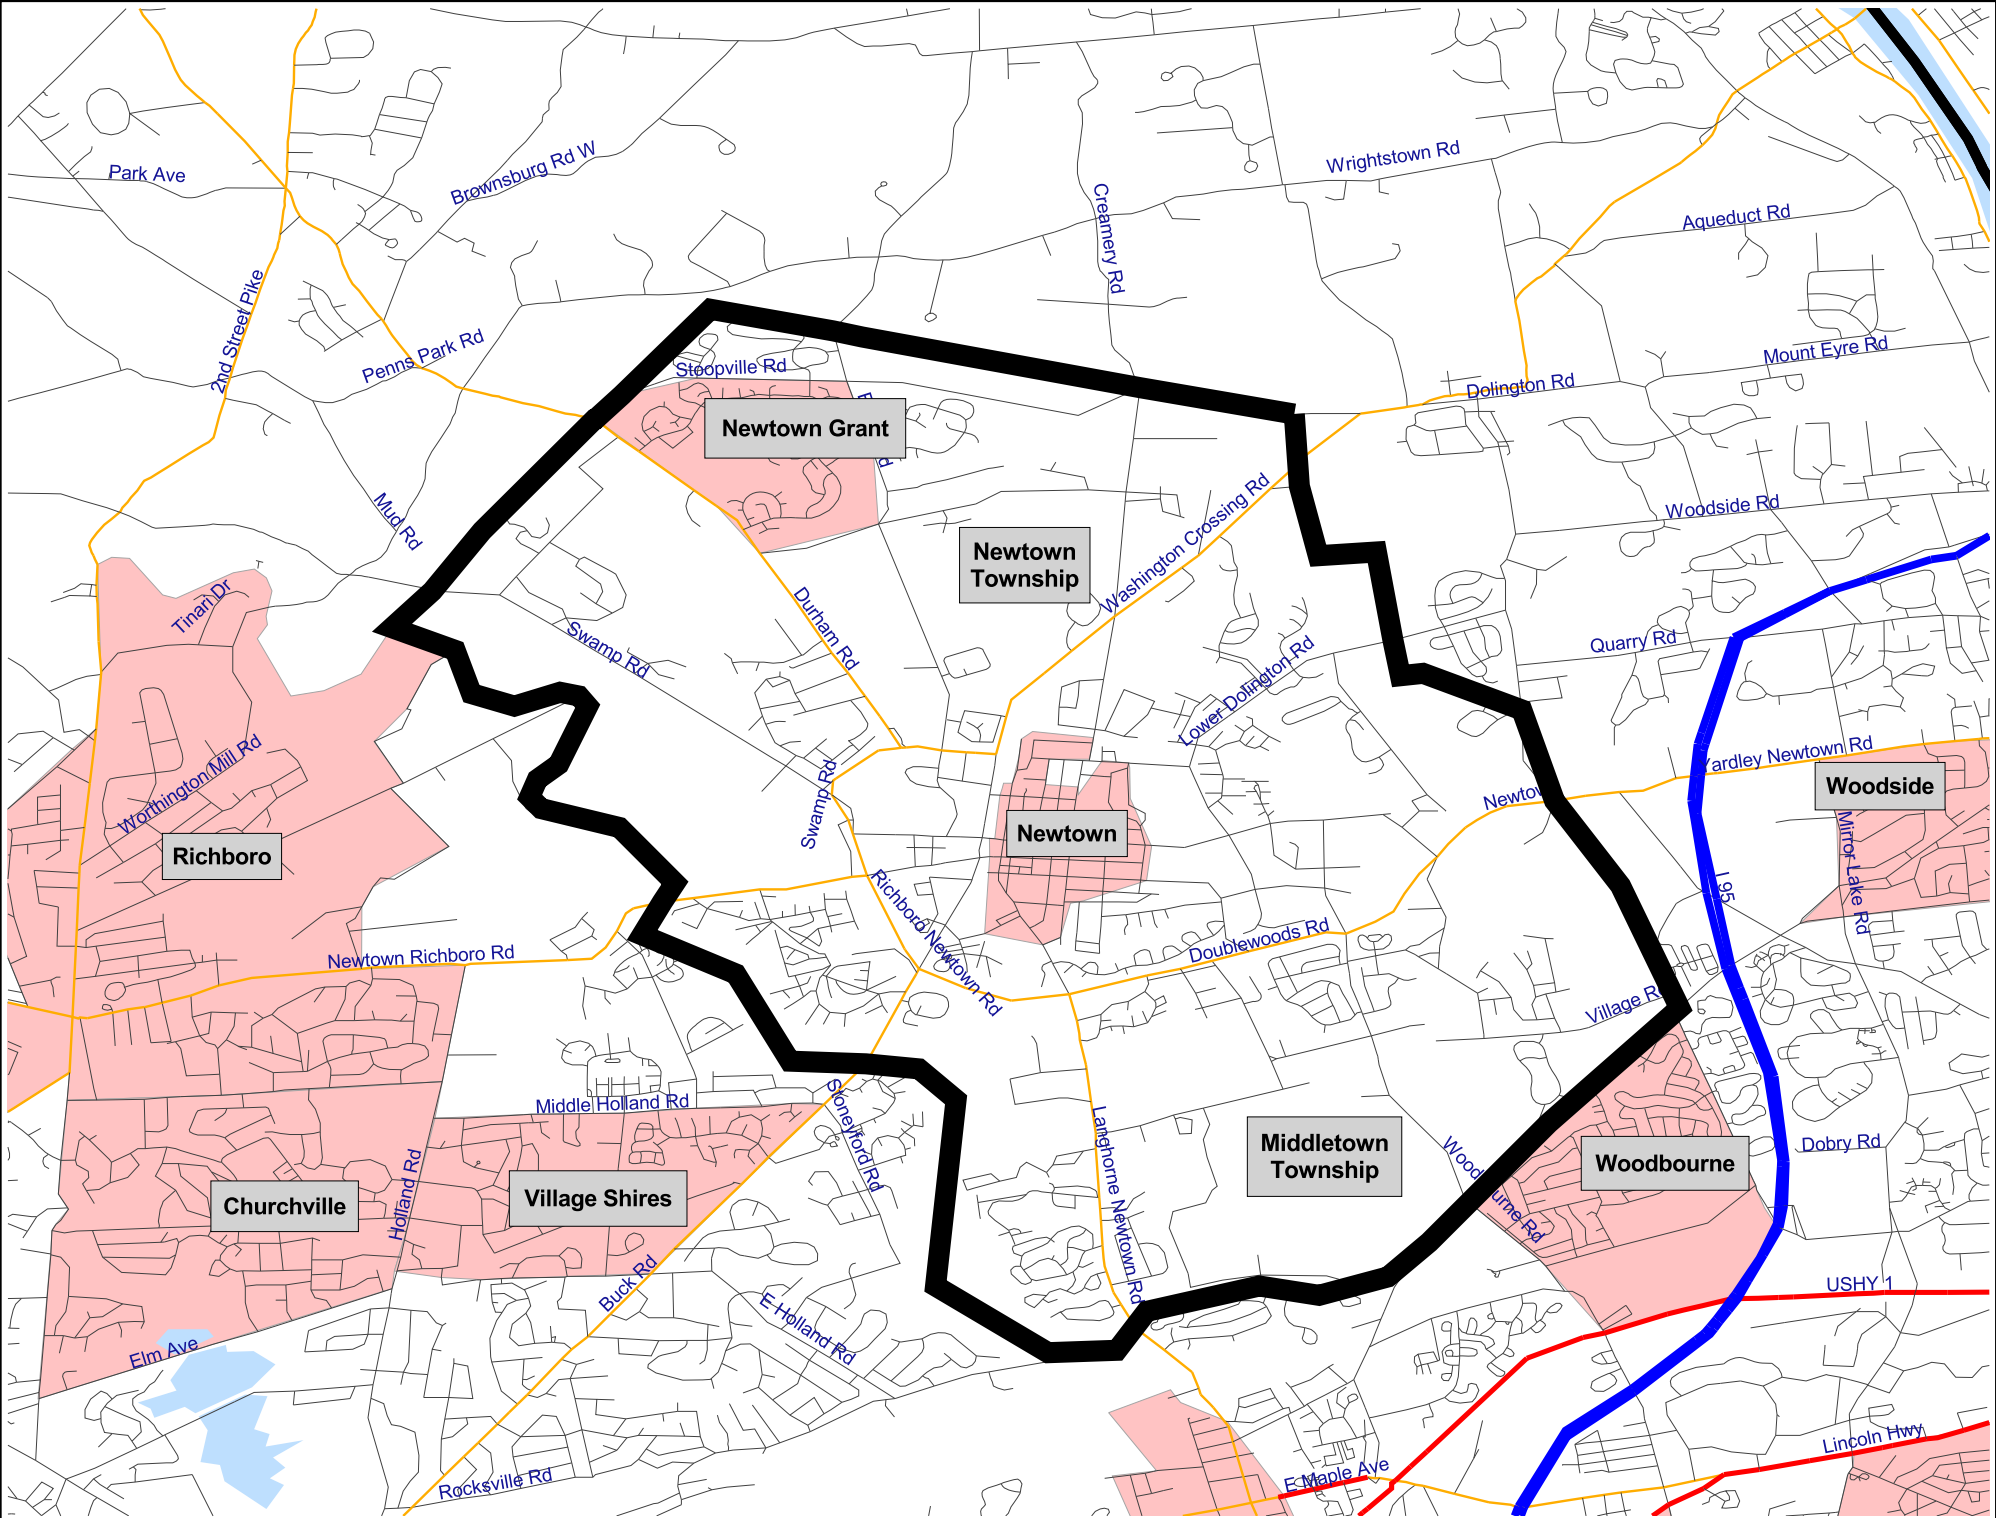 Park Ave
Brownsburg Rd W
Wrightstown Rd
Creamery Rd
Aqueduct Rd
2nd Street Pike
Penns Park Rd
Mount Eyre Rd
Stoopville Rd
Dolington Rd
Newtown Grant
Mud Rd
Washington Crossing Rd
Woodside Rd
Newtown
Township
Tinari Dr
Durham Rd
Swamp Rd
Quarry Rd
Lower Dolington Rd
Worthington Mill Rd
Yardley Newtown Rd
Swamp Rd
Woodside
Newtown
Richboro
Mirror Lake Rd
I 95
Richboro Newtown Rd
Doublewoods Rd
Newtown Richboro Rd
Village Rd
Middle Holland Rd
Stoneyford Rd
Langhorne Newtown Rd
Middletown
Township
Dobry Rd
Woodbourne
Woodbourne Rd
Holland Rd
Village Shires
Churchville
Buck Rd
USHY 1
E Holland Rd
Elm Ave
Lincoln Hwy
E Maple Ave
Rocksville Rd